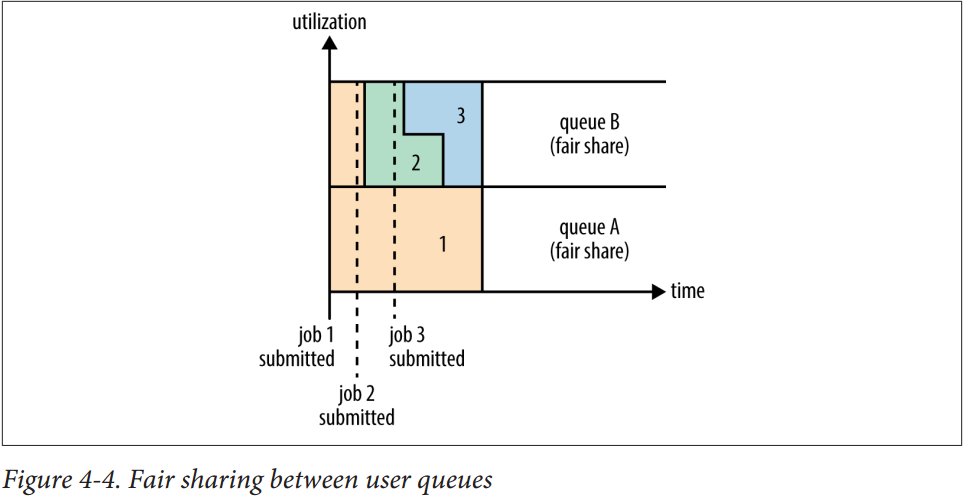 utilization
3
queue B
(fair share)
2
queue A
(fair share)
1
time
job 1
submitted
job 3
submitted
job 2
submitted
Figure 4-4. Fair sharing between user queues